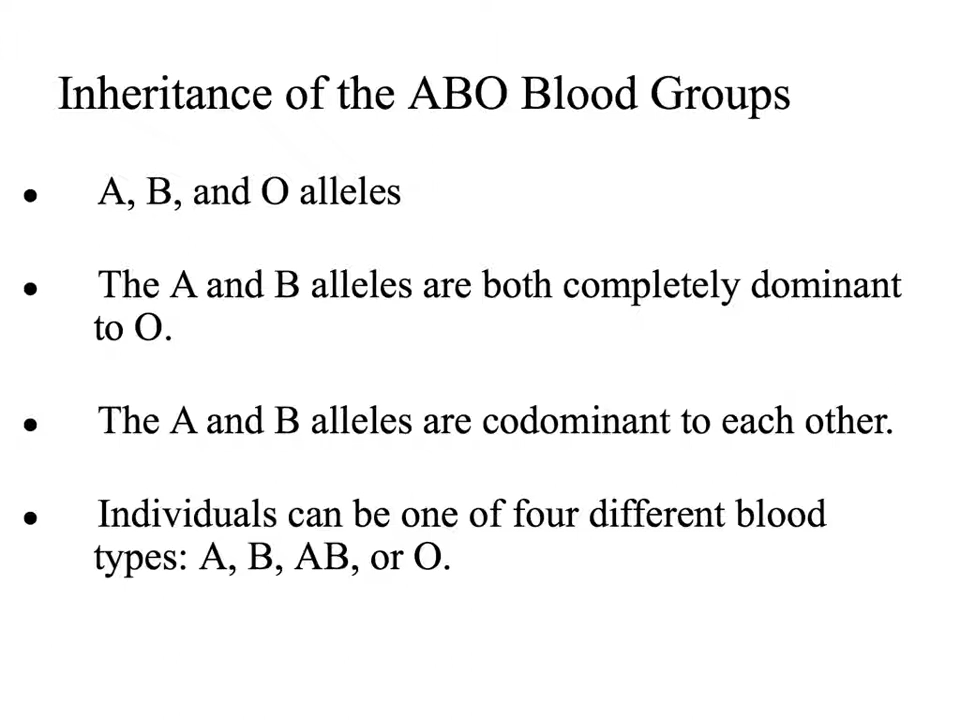 Inheritance of the ABO Blood Groups
• A, B, and O alleles
• The A and B alleles are both completely dominant
to O.
• The A and B alleles are codominant to each other.
• Individuals can be one of four different blood
types: A, B, AB, or O.